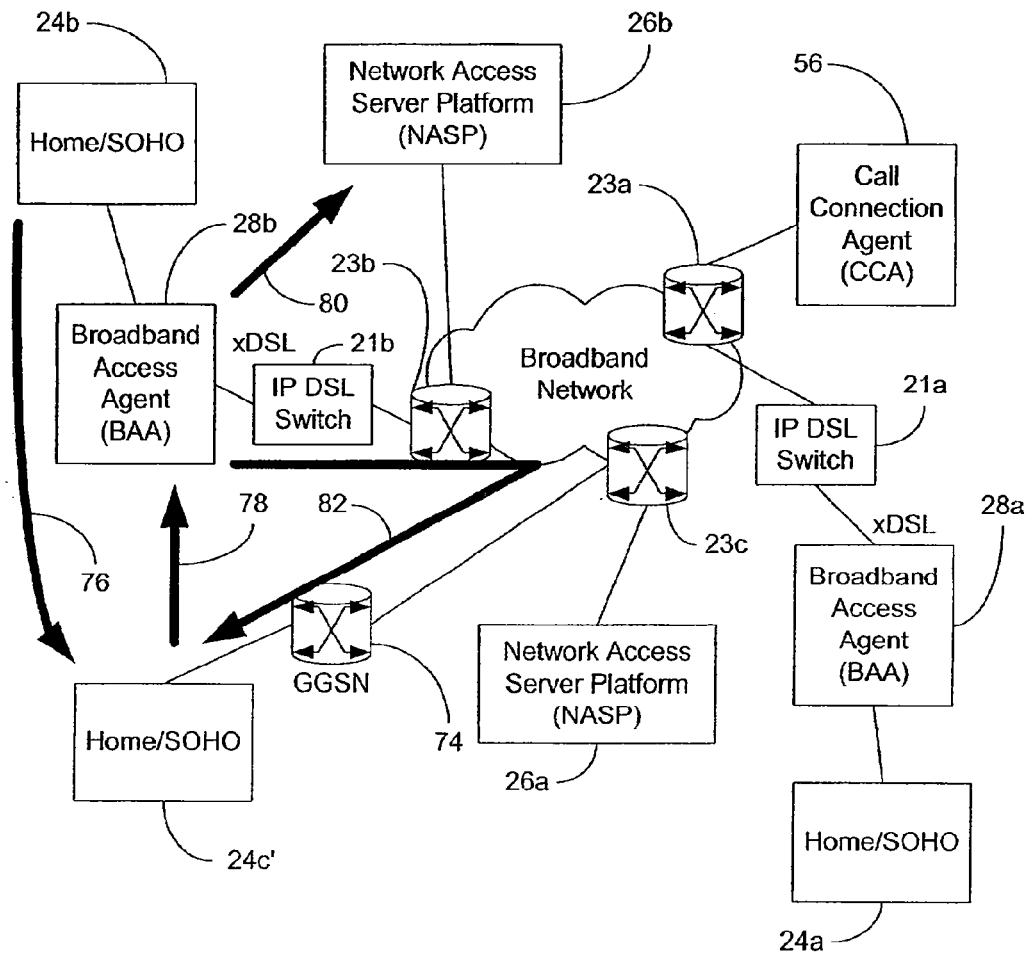 24b
26b
56
Network Access
Server Platform
(NASP)
Home/SOHO
23a
Call
Connection
Agent
(CCA)
28b
23b
80
Broadband
Access
Agent
(BAA)
xDSL
21b
IP DSL
Switch
Broadband
Network
21a
IP DSL
Switch
78
82
76
23c
xDSL
28a
Broadband
Access
Agent
(BAA)
GGSN
74
Network Access
Server Platform
(NASP)
Home/SOHO
26a
24c'
Home/SOHO
24a